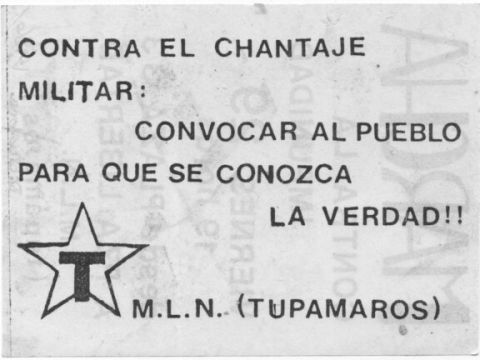 CONTRA EL CHANTAJE
MILITAR:
CONVOCAR AL PUEBLO
PARA QUE SE CONOZCA
LA VERDAD!!
T
M.L.N. (TUPAMAROS)